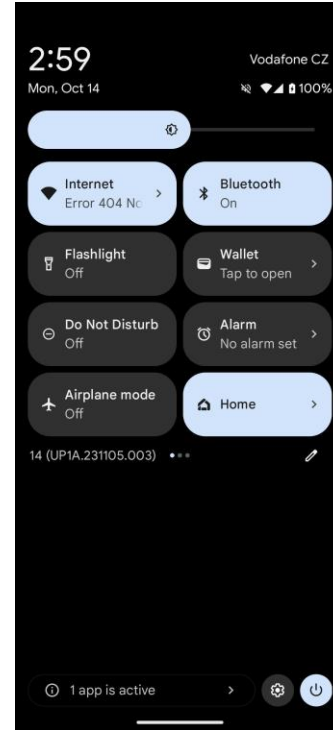 2:59
Vodafone CZ
Mon, Oct 14
100%
Internet
Error 404 No
Bluetooth
On
Flashlight
Off
Wallet
Tap to open
Do Not Disturb
Off
Alarm
No alarm set
Airplane mode
Off
Home
14 (UP1A.231105.003)
1 app is active